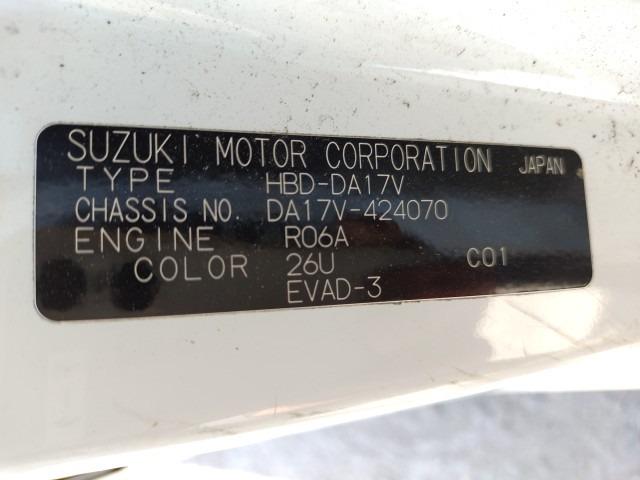 SUZUKI MOTOR CORPORATION JAPAN
TYPE HBD-DA17V
CHASSIS NO. DA17V-424070
ENGINE R06A
COLOR 26U C01
EVAD-3